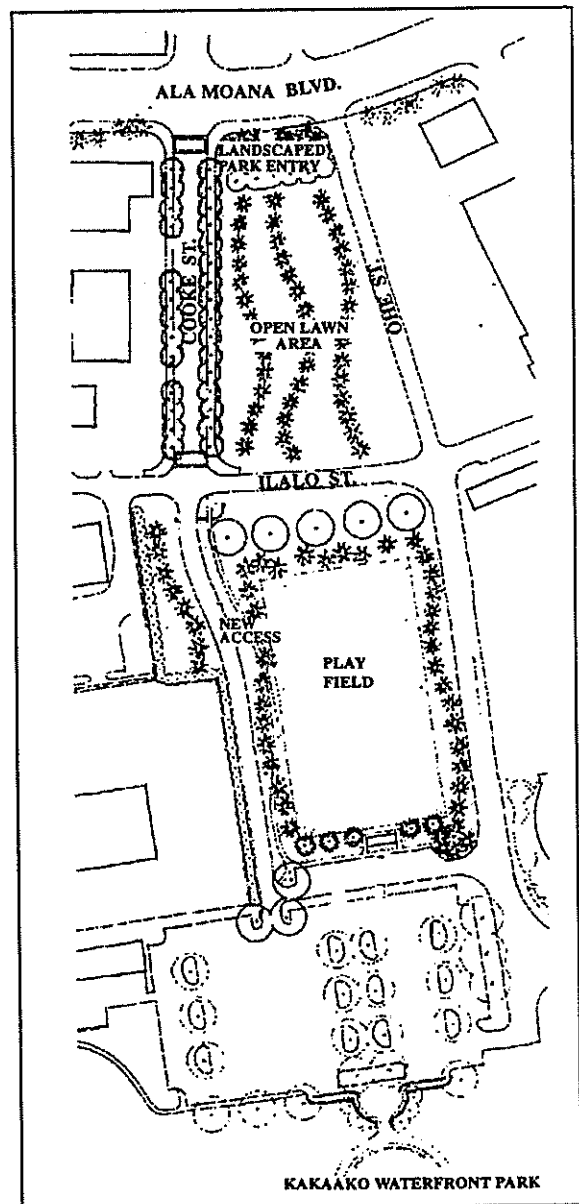 ALA MOANA BLVD.
LANDSCAPED
PARK ENTRY
COOKE ST.
OHE ST
OPEN LAWN
AREA
ILALO ST.
NEW
ACCESS
PLAY
FIELD
KAKAAKO WATERFRONT PARK